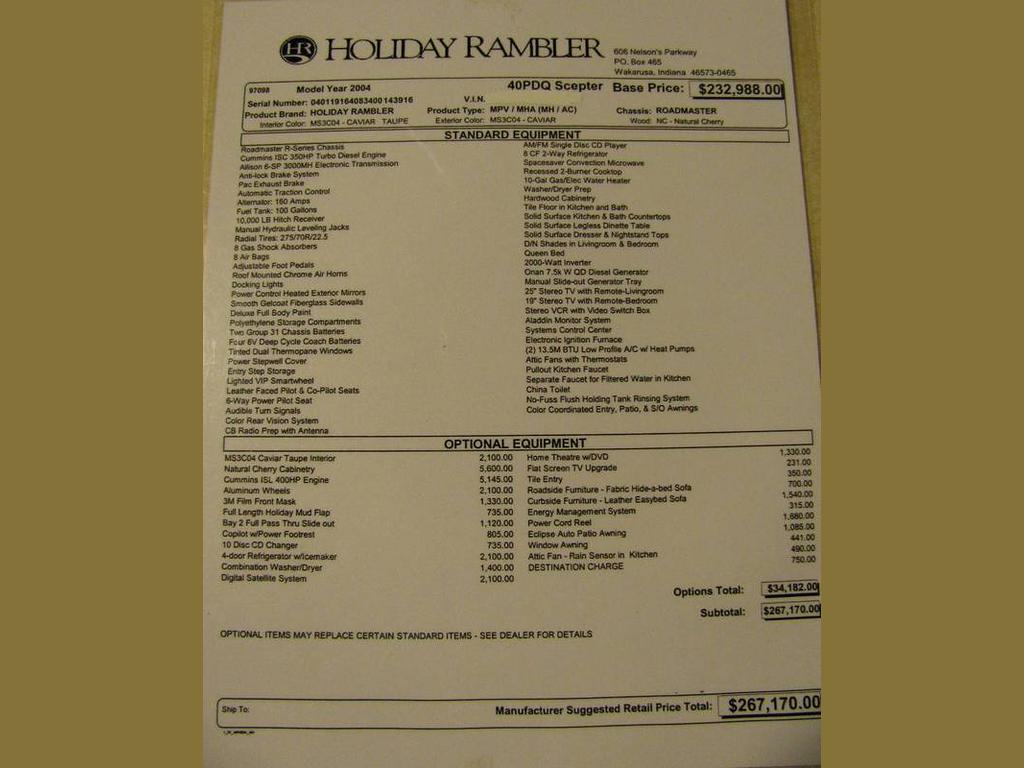 HR HOLIDAY RAMBLER
606 Nelson's Parkway
PO. Box 465
Wakarusa, Indiana 46573-0465
97098 Model Year 2004 40PDQ Scepter Base Price: $232,988.00
Serial Number: 040119164083400143916 V.I.N.
Product Brand: HOLIDAY RAMBLER Product Type: MPV / MHA (MH / AC) Chassis: ROADMASTER
Interior Color: MS3C04 - CAVIAR TAUPE Exterior Color: MS3C04 - CAVIAR Wood: NC - Natural Cherry
STANDARD EQUIPMENT
Roadmaster R-Series Chassis
Cummins ISC 350HP Turbo Diesel Engine
Allison 6-SP 3000MH Electronic Transmission
Anti-lock Brake System
Pac Exhaust Brake
Automatic Traction Control
Alternator: 160 Amps
Fuel Tank: 100 Gallons
10,000 LB Hitch Receiver
Manual Hydraulic Leveling Jacks
Radial Tires: 275/70R/22.5
8 Gas Shock Absorbers
8 Air Bags
Adjustable Foot Pedals
Roof Mounted Chrome Air Horns
Docking Lights
Power Control Heated Exterior Mirrors
Smooth Gelcoat Fiberglass Sidewalls
Deluxe Full Body Paint
Polyethylene Storage Compartments
Two Group 31 Chassis Batteries
Four 6V Deep Cycle Coach Batteries
Tinted Dual Thermopane Windows
Power Stepwell Cover
Entry Step Storage
Lighted VIP Smartwheel
Leather Faced Pilot & Co-Pilot Seats
6-Way Power Pilot Seat
Audible Turn Signals
Color Rear Vision System
CB Radio Prep with Antenna
AM/FM Single Disc CD Player
8 CF 2-Way Refrigerator
Spacesaver Convection Microwave
Recessed 2-Burner Cooktop
10-Gal Gas/Elec Water Heater
Washer/Dryer Prep
Hardwood Cabinetry
Tile Floor in Kitchen and Bath
Solid Surface Kitchen & Bath Countertops
Solid Surface Legless Dinette Table
Solid Surface Dresser & Nightstand Tops
D/N Shades in Livingroom & Bedroom
Queen Bed
2000-Watt Inverter
Onan 7.5k W QD Diesel Generator
Manual Slide-out Generator Tray
25" Stereo TV with Remote-Livingroom
19" Stereo TV with Remote-Bedroom
Stereo VCR with Video Switch Box
Aladdin Monitor System
Systems Control Center
Electronic Ignition Furnace
(2) 13.5M BTU Low Profile A/C w/ Heat Pumps
Attic Fans with Thermostats
Pullout Kitchen Faucet
Separate Faucet for Filtered Water in Kitchen
China Toilet
No-Fuss Flush Holding Tank Rinsing System
Color Coordinated Entry, Patio, & S/O Awnings
OPTIONAL EQUIPMENT
MS3C04 Caviar Taupe Interior 2,100.00
Natural Cherry Cabinetry 5,600.00
Cummins ISL 400HP Engine 5,145.00
Aluminum Wheels 2,100.00
3M Film Front Mask 1,330.00
Full Length Holiday Mud Flap 735.00
Bay 2 Full Pass Thru Slide out 1,120.00
Copilot w/Power Footrest 805.00
10 Disc CD Changer 735.00
4-door Refrigerator w/icemaker 2,100.00
Combination Washer/Dryer 1,400.00
Digital Satellite System 2,100.00
Home Theatre w/DVD 1,330.00
Flat Screen TV Upgrade 231.00
Tile Entry 350.00
Roadside Furniture - Fabric Hide-a-bed Sofa 700.00
Curbside Furniture - Leather Easybed Sofa 1,540.00
Energy Management System 315.00
Power Cord Reel 1,680.00
Eclipse Auto Patio Awning 1,085.00
Window Awning 441.00
Attic Fan - Rain Sensor in Kitchen 490.00
DESTINATION CHARGE 750.00
Options Total: $34,182.00
Subtotal: $267,170.00
OPTIONAL ITEMS MAY REPLACE CERTAIN STANDARD ITEMS - SEE DEALER FOR DETAILS
Ship To: Manufacturer Suggested Retail Price Total: $267,170.00